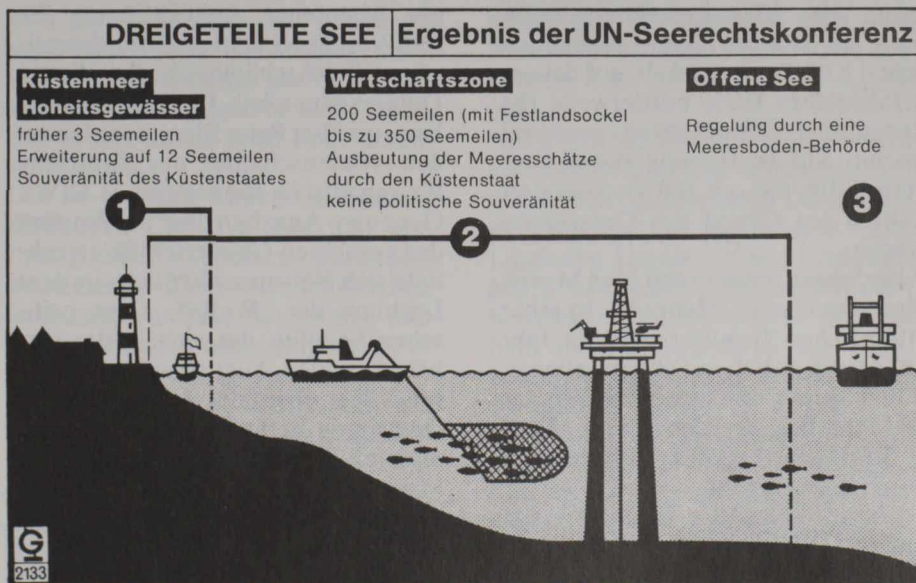 DREIGETEILTE SEE Ergebnis der UN-Seerechtskonferenz
Küstenmeer
Hoheitsgewässer
früher 3 Seemeilen
Erweiterung auf 12 Seemeilen
Souveränität des Küstenstaates
Wirtschaftszone
200 Seemeilen (mit Festlandsockel
bis zu 350 Seemeilen)
Ausbeutung der Meeresschätze
durch den Küstenstaat
keine politische Souveränität
Offene See
Regelung durch eine
Meeresboden-Behörde
1
2
3
G
2133